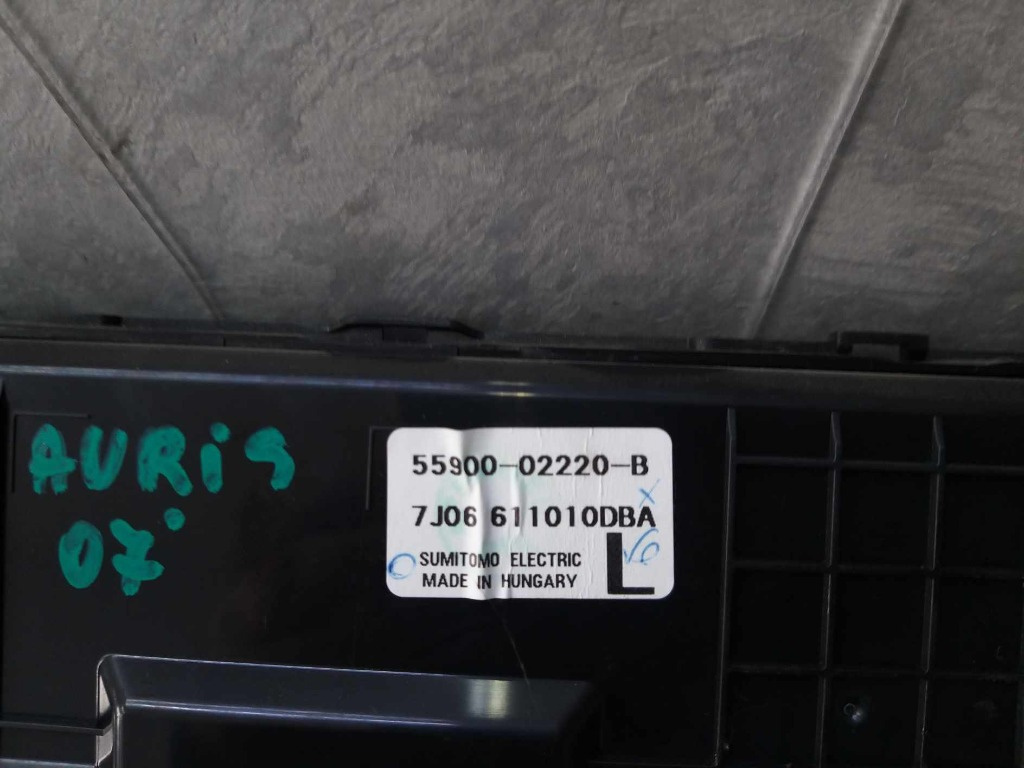 AURiS
07°
55900-02220-B
7J06 611010DBA
SUMITOMO ELECTRIC
MADE IN HUNGARY
L